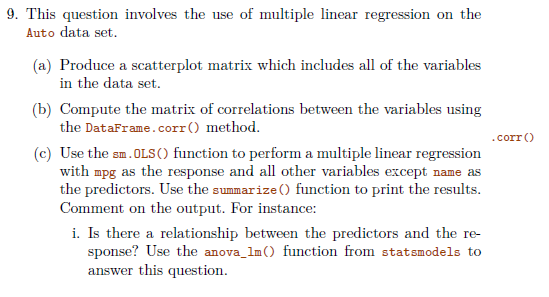 9. This question involves the use of multiple linear regression on the
Auto data set.
(a) Produce a scatterplot matrix which includes all of the variables
in the data set.
(b) Compute the matrix of correlations between the variables using
the DataFrame.corr() method.
.corr()
(c) Use the sm.OLS() function to perform a multiple linear regression
with mpg as the response and all other variables except name as
the predictors. Use the summarize() function to print the results.
Comment on the output. For instance:
i. Is there a relationship between the predictors and the re-
sponse? Use the anova_lm() function from statsmodels to
answer this question.